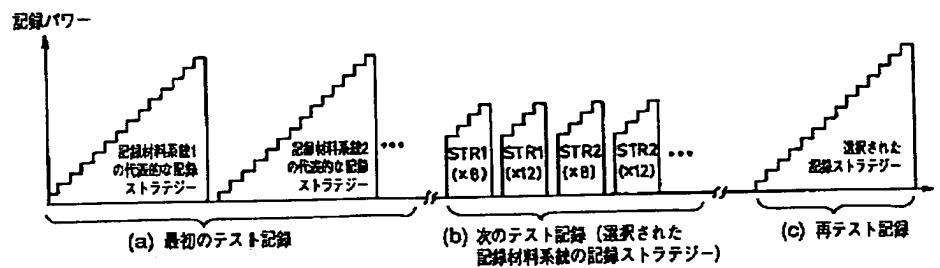 記録パワー
記録材料系統1
の代表的な記録
ストラテジー
記録材料系統2
の代表的な記録
ストラテジー
•••
STR1
(×8)
STR1
(×12)
STR2
(×8)
STR2
(×12)
•••
選択された
記録ストラテジー
(a) 最初のテスト記録
(b) 次のテスト記録（選択された
記録材料系統の記録ストラテジー）
(c) 再テスト記録